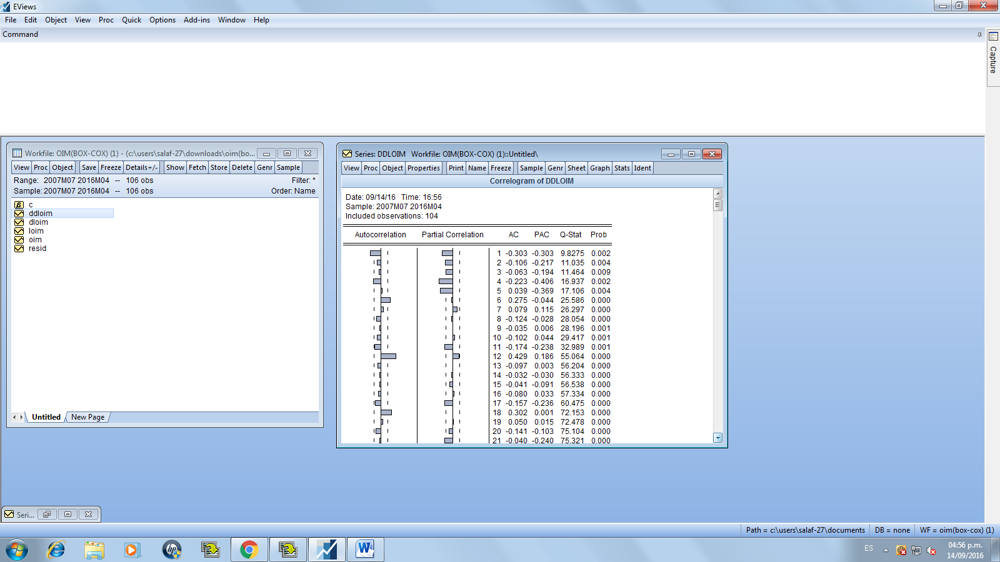 EViews
File Edit Object View Proc Quick Options Add-ins Window Help
Command
Capture
Workfile: OIM(BOX-COX) (1) - (c:\users\salaf-27\downloads\oim(bo...
View Proc Object Save Freeze Details+/- Show Fetch Store Delete Genr Sample
Range: 2007M07 2016M04 -- 106 obs Filter: *
Sample: 2007M07 2016M04 -- 106 obs Order: Name
β c
ddloim
dloim
loim
oim
resid
Untitled New Page
Series: DDLOIM Workfile: OIM(BOX-COX) (1)::Untitled\
View Proc Object Properties Print Name Freeze Sample Genr Sheet Graph Stats Ident
Correlogram of DDLOIM
Date: 09/14/16 Time: 16:56
Sample: 2007M07 2016M04
Included observations: 104
Autocorrelation Partial Correlation AC PAC Q-Stat Prob
1 -0.303 -0.303 9.8275 0.002
2 -0.106 -0.217 11.035 0.004
3 -0.063 -0.194 11.464 0.009
4 -0.223 -0.406 16.937 0.002
5 0.039 -0.369 17.106 0.004
6 0.275 -0.044 25.586 0.000
7 0.079 0.115 26.297 0.000
8 -0.124 -0.028 28.054 0.000
9 -0.035 0.006 28.196 0.001
10 -0.102 0.044 29.417 0.001
11 -0.174 -0.238 32.989 0.001
12 0.429 0.186 55.064 0.000
13 -0.097 0.003 56.204 0.000
14 -0.032 -0.030 56.333 0.000
15 -0.041 -0.091 56.538 0.000
16 -0.080 0.033 57.334 0.000
17 -0.157 -0.236 60.475 0.000
18 0.302 0.001 72.153 0.000
19 0.050 0.015 72.478 0.000
20 -0.141 -0.103 75.104 0.000
21 -0.040 -0.240 75.321 0.000
Seri...
Path = c:\users\salaf-27\documents DB = none WF = oim(box-cox) (1)
ES
04:56 p.m.
14/09/2016